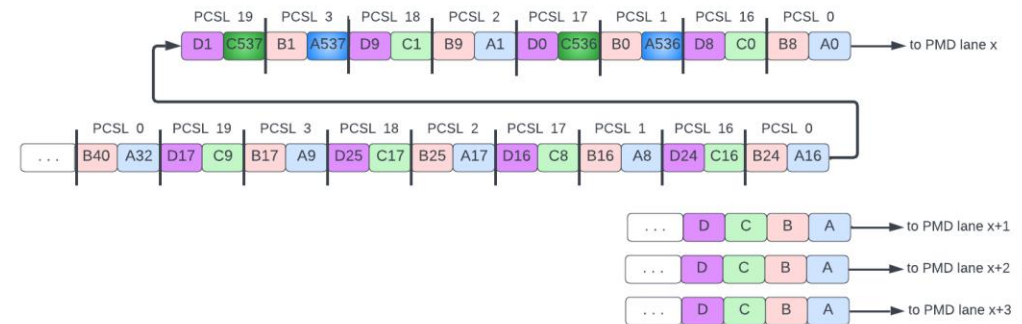 PCSL 19 PCSL 3 PCSL 18 PCSL 2 PCSL 17 PCSL 1 PCSL 16 PCSL 0
D1 C537 B1 A537 D9 C1 B9 A1 D0 C536 B0 A536 D8 C0 B8 A0 to PMD lane x
PCSL 0 PCSL 19 PCSL 3 PCSL 18 PCSL 2 PCSL 17 PCSL 1 PCSL 16 PCSL 0
... B40 A32 D17 C9 B17 A9 D25 C17 B25 A17 D16 C8 B16 A8 D24 C16 B24 A16
... D C B A to PMD lane x+1
... D C B A to PMD lane x+2
... D C B A to PMD lane x+3